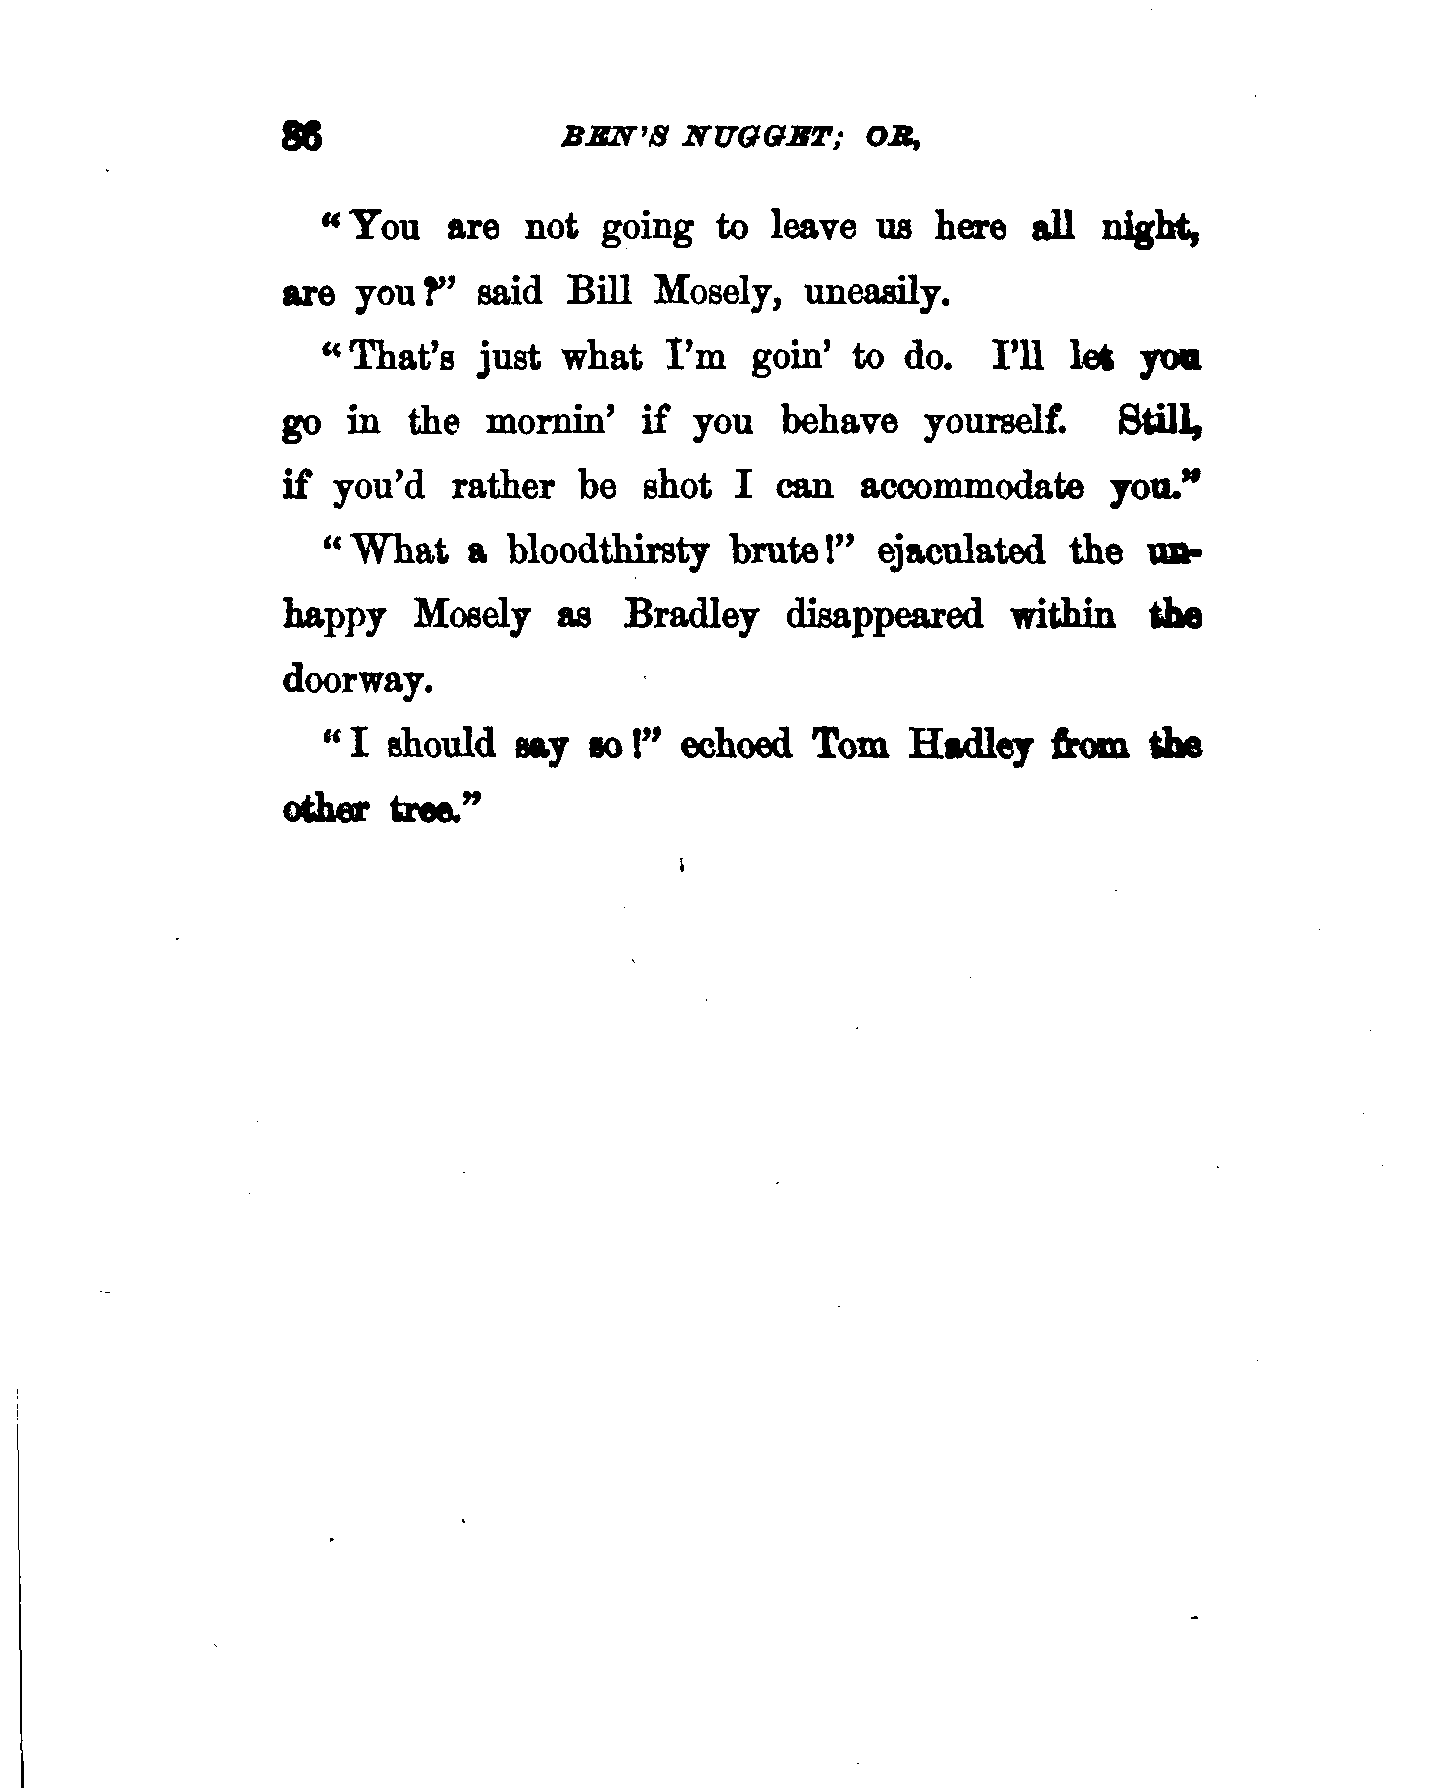 86 BEN'S NUGGET; OR,
“You are not going to leave us here all night,
are you?” said Bill Mosely, uneasily.
“That's just what I'm goin' to do. I'll let you
go in the mornin' if you behave yourself. Still,
if you'd rather be shot I can accommodate you.”
“What a bloodthirsty brute!” ejaculated the un-
happy Mosely as Bradley disappeared within the
doorway.
“I should say so!” echoed Tom Hadley from the
other tree.”